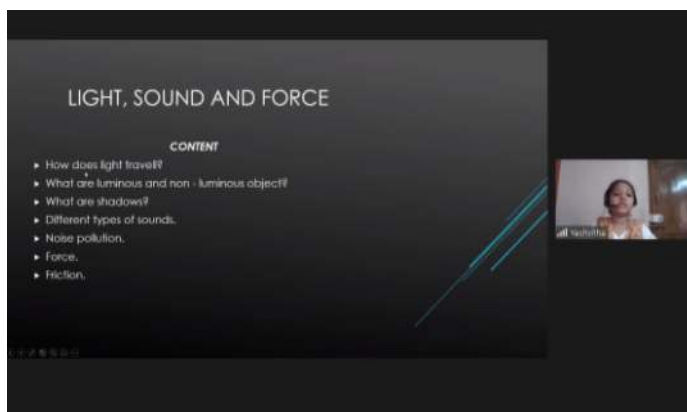 LIGHT, SOUND AND FORCE
CONTENT
How does light travell?
What are luminous and non - luminous object?
What are shadows?
Different types of sounds.
Noise pollution.
Force.
Friction.